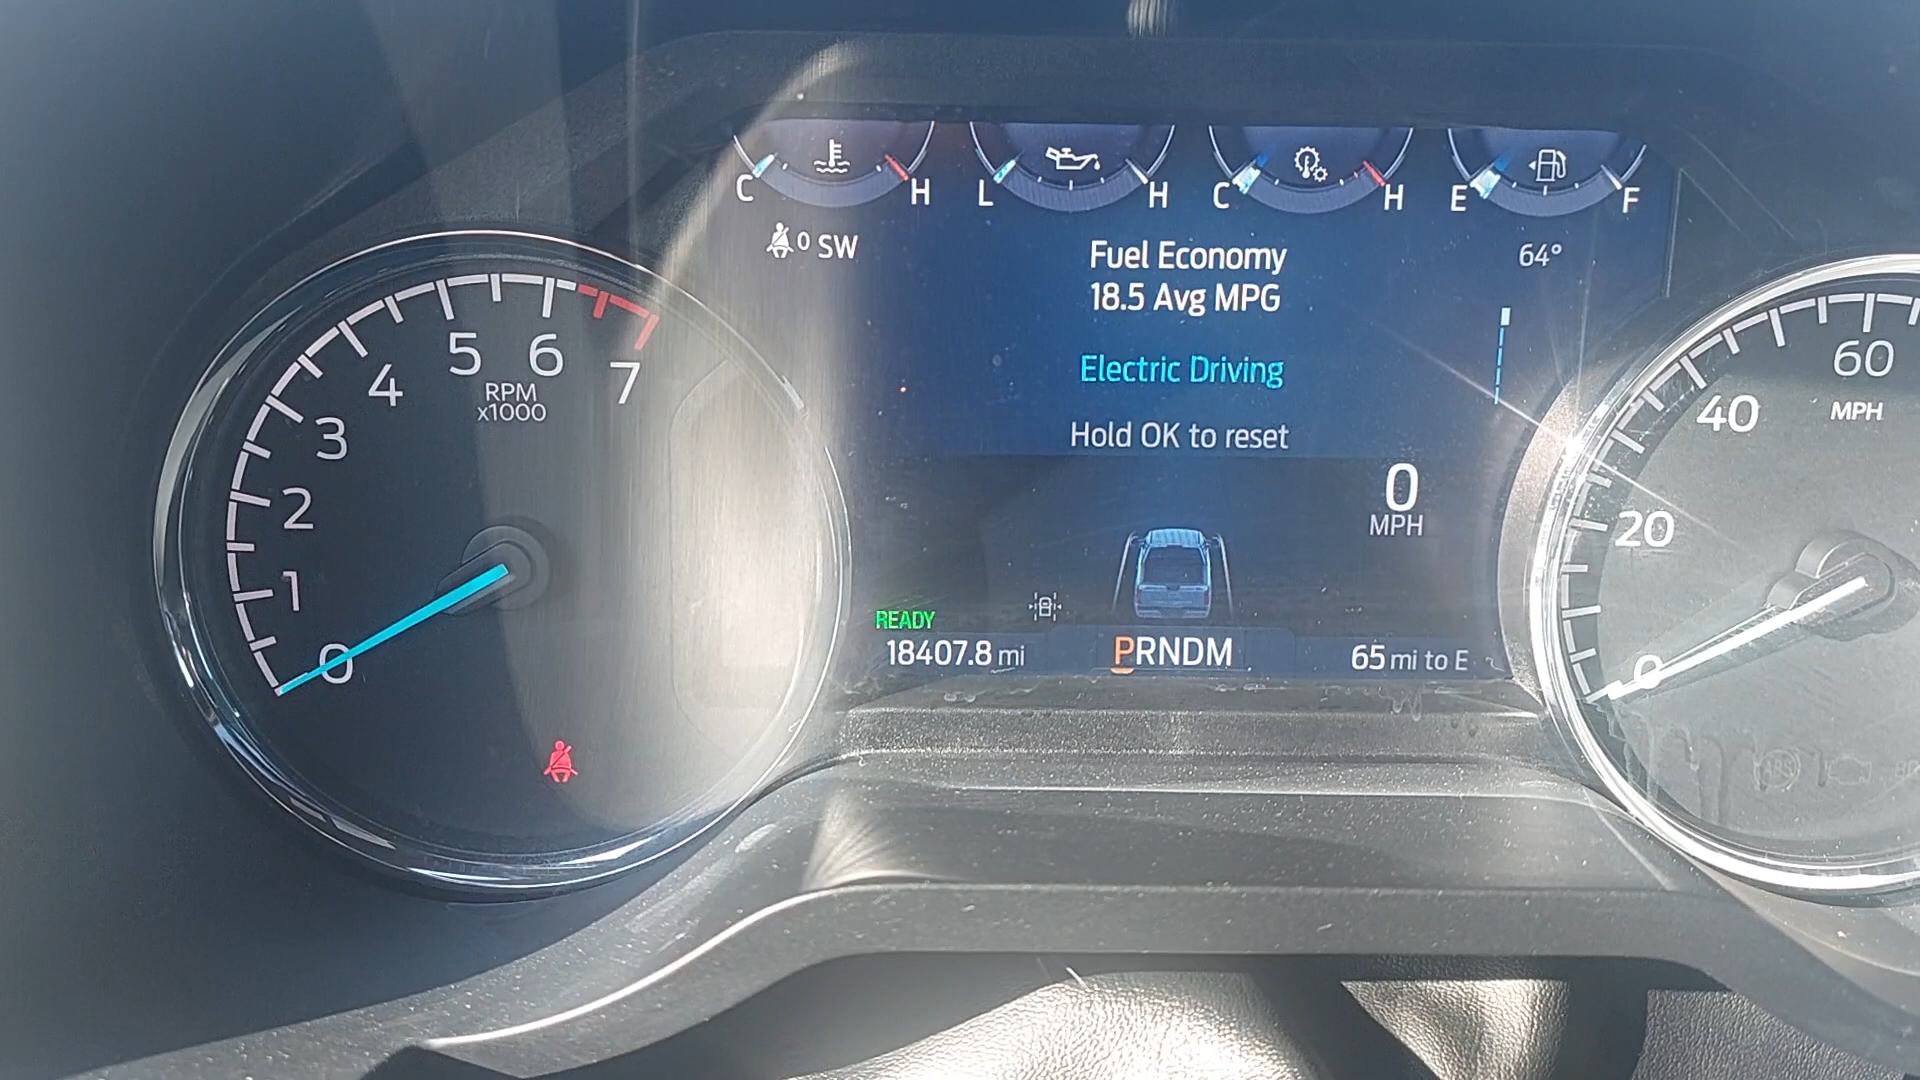 C H L H C H E F
0 SW
64°
Fuel Economy
18.5 Avg MPG
Electric Driving
Hold OK to reset
0
MPH
READY
18407.8 mi
PRNDM
65 mi to E
0 1 2 3 4 5 6 7
RPM
x1000
0 20 40 60
MPH
ABS